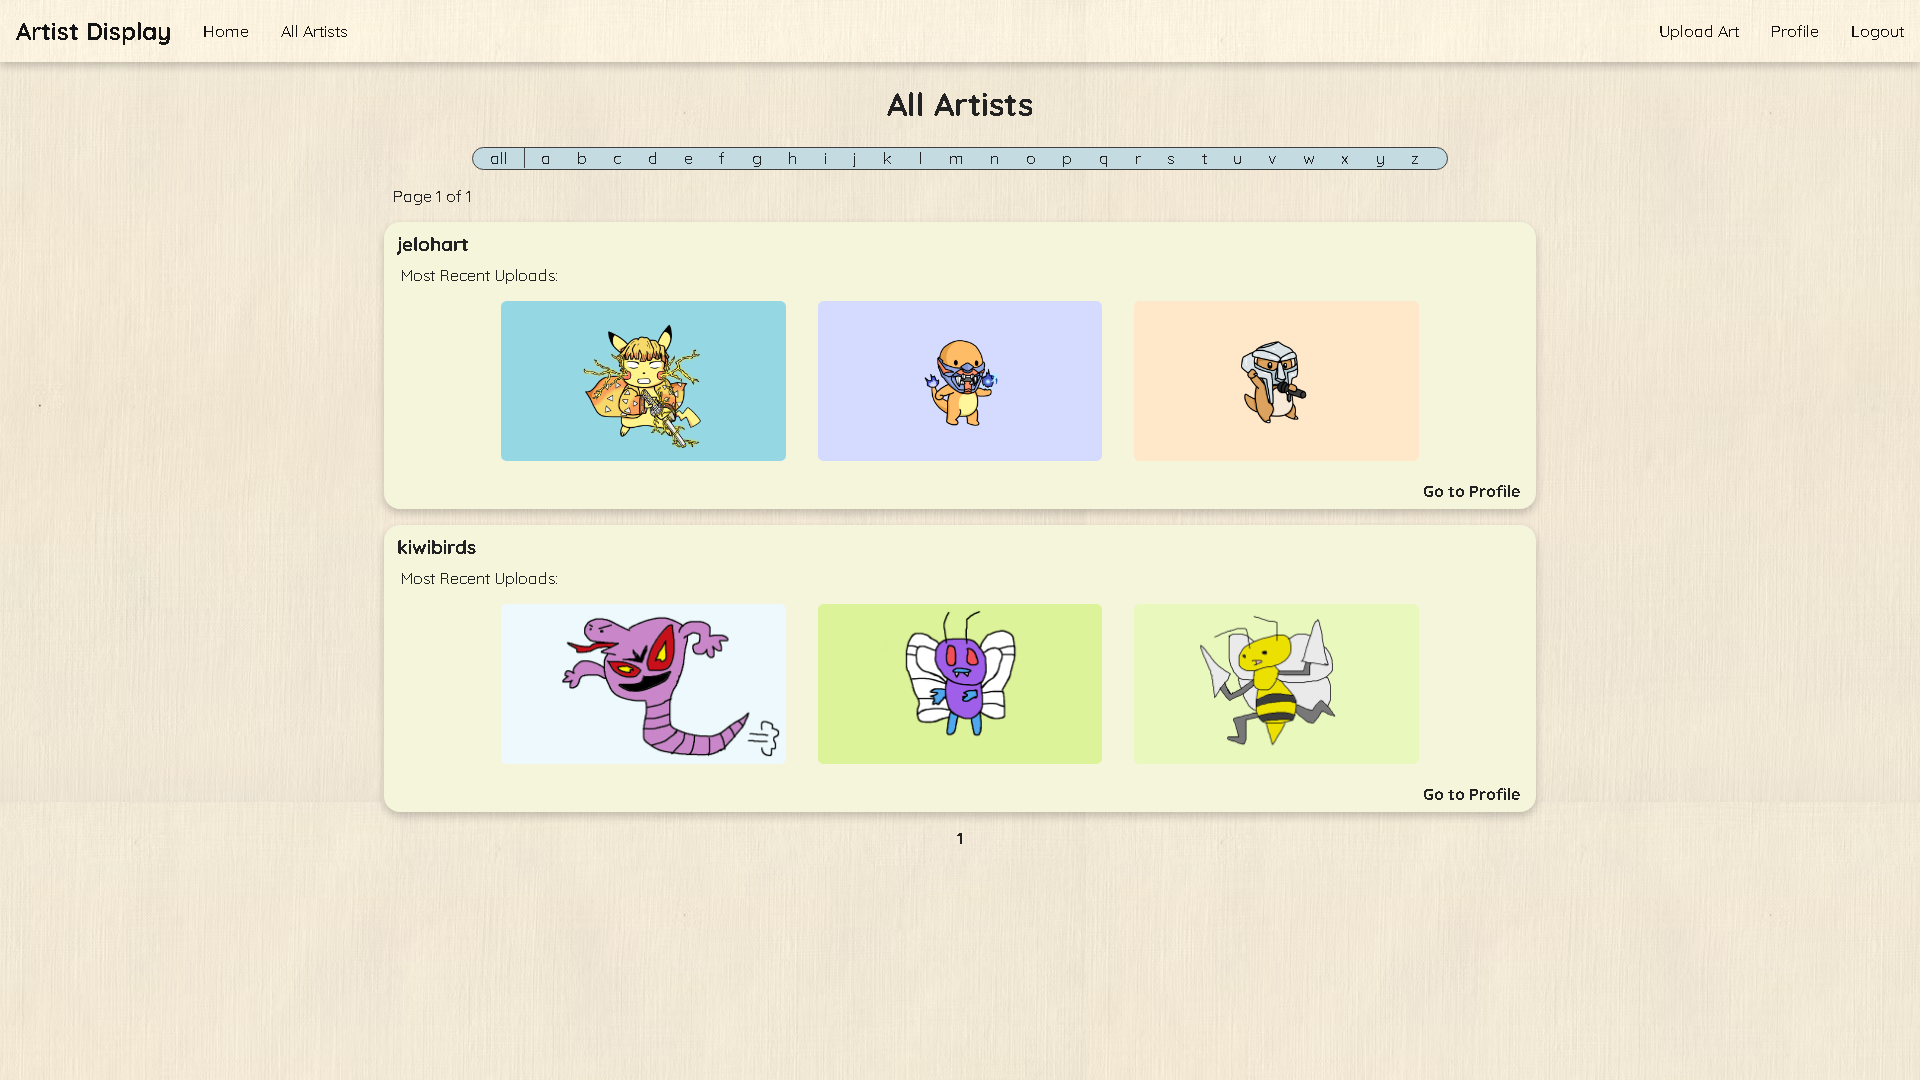 Artist Display Home All Artists Upload Art Profile Logout
All Artists
all a b c d e f g h i j k l m n o p q r s t u v w x y z
Page 1 of 1
jelohart
Most Recent Uploads:
Go to Profile
kiwibirds
Most Recent Uploads:
Go to Profile
1